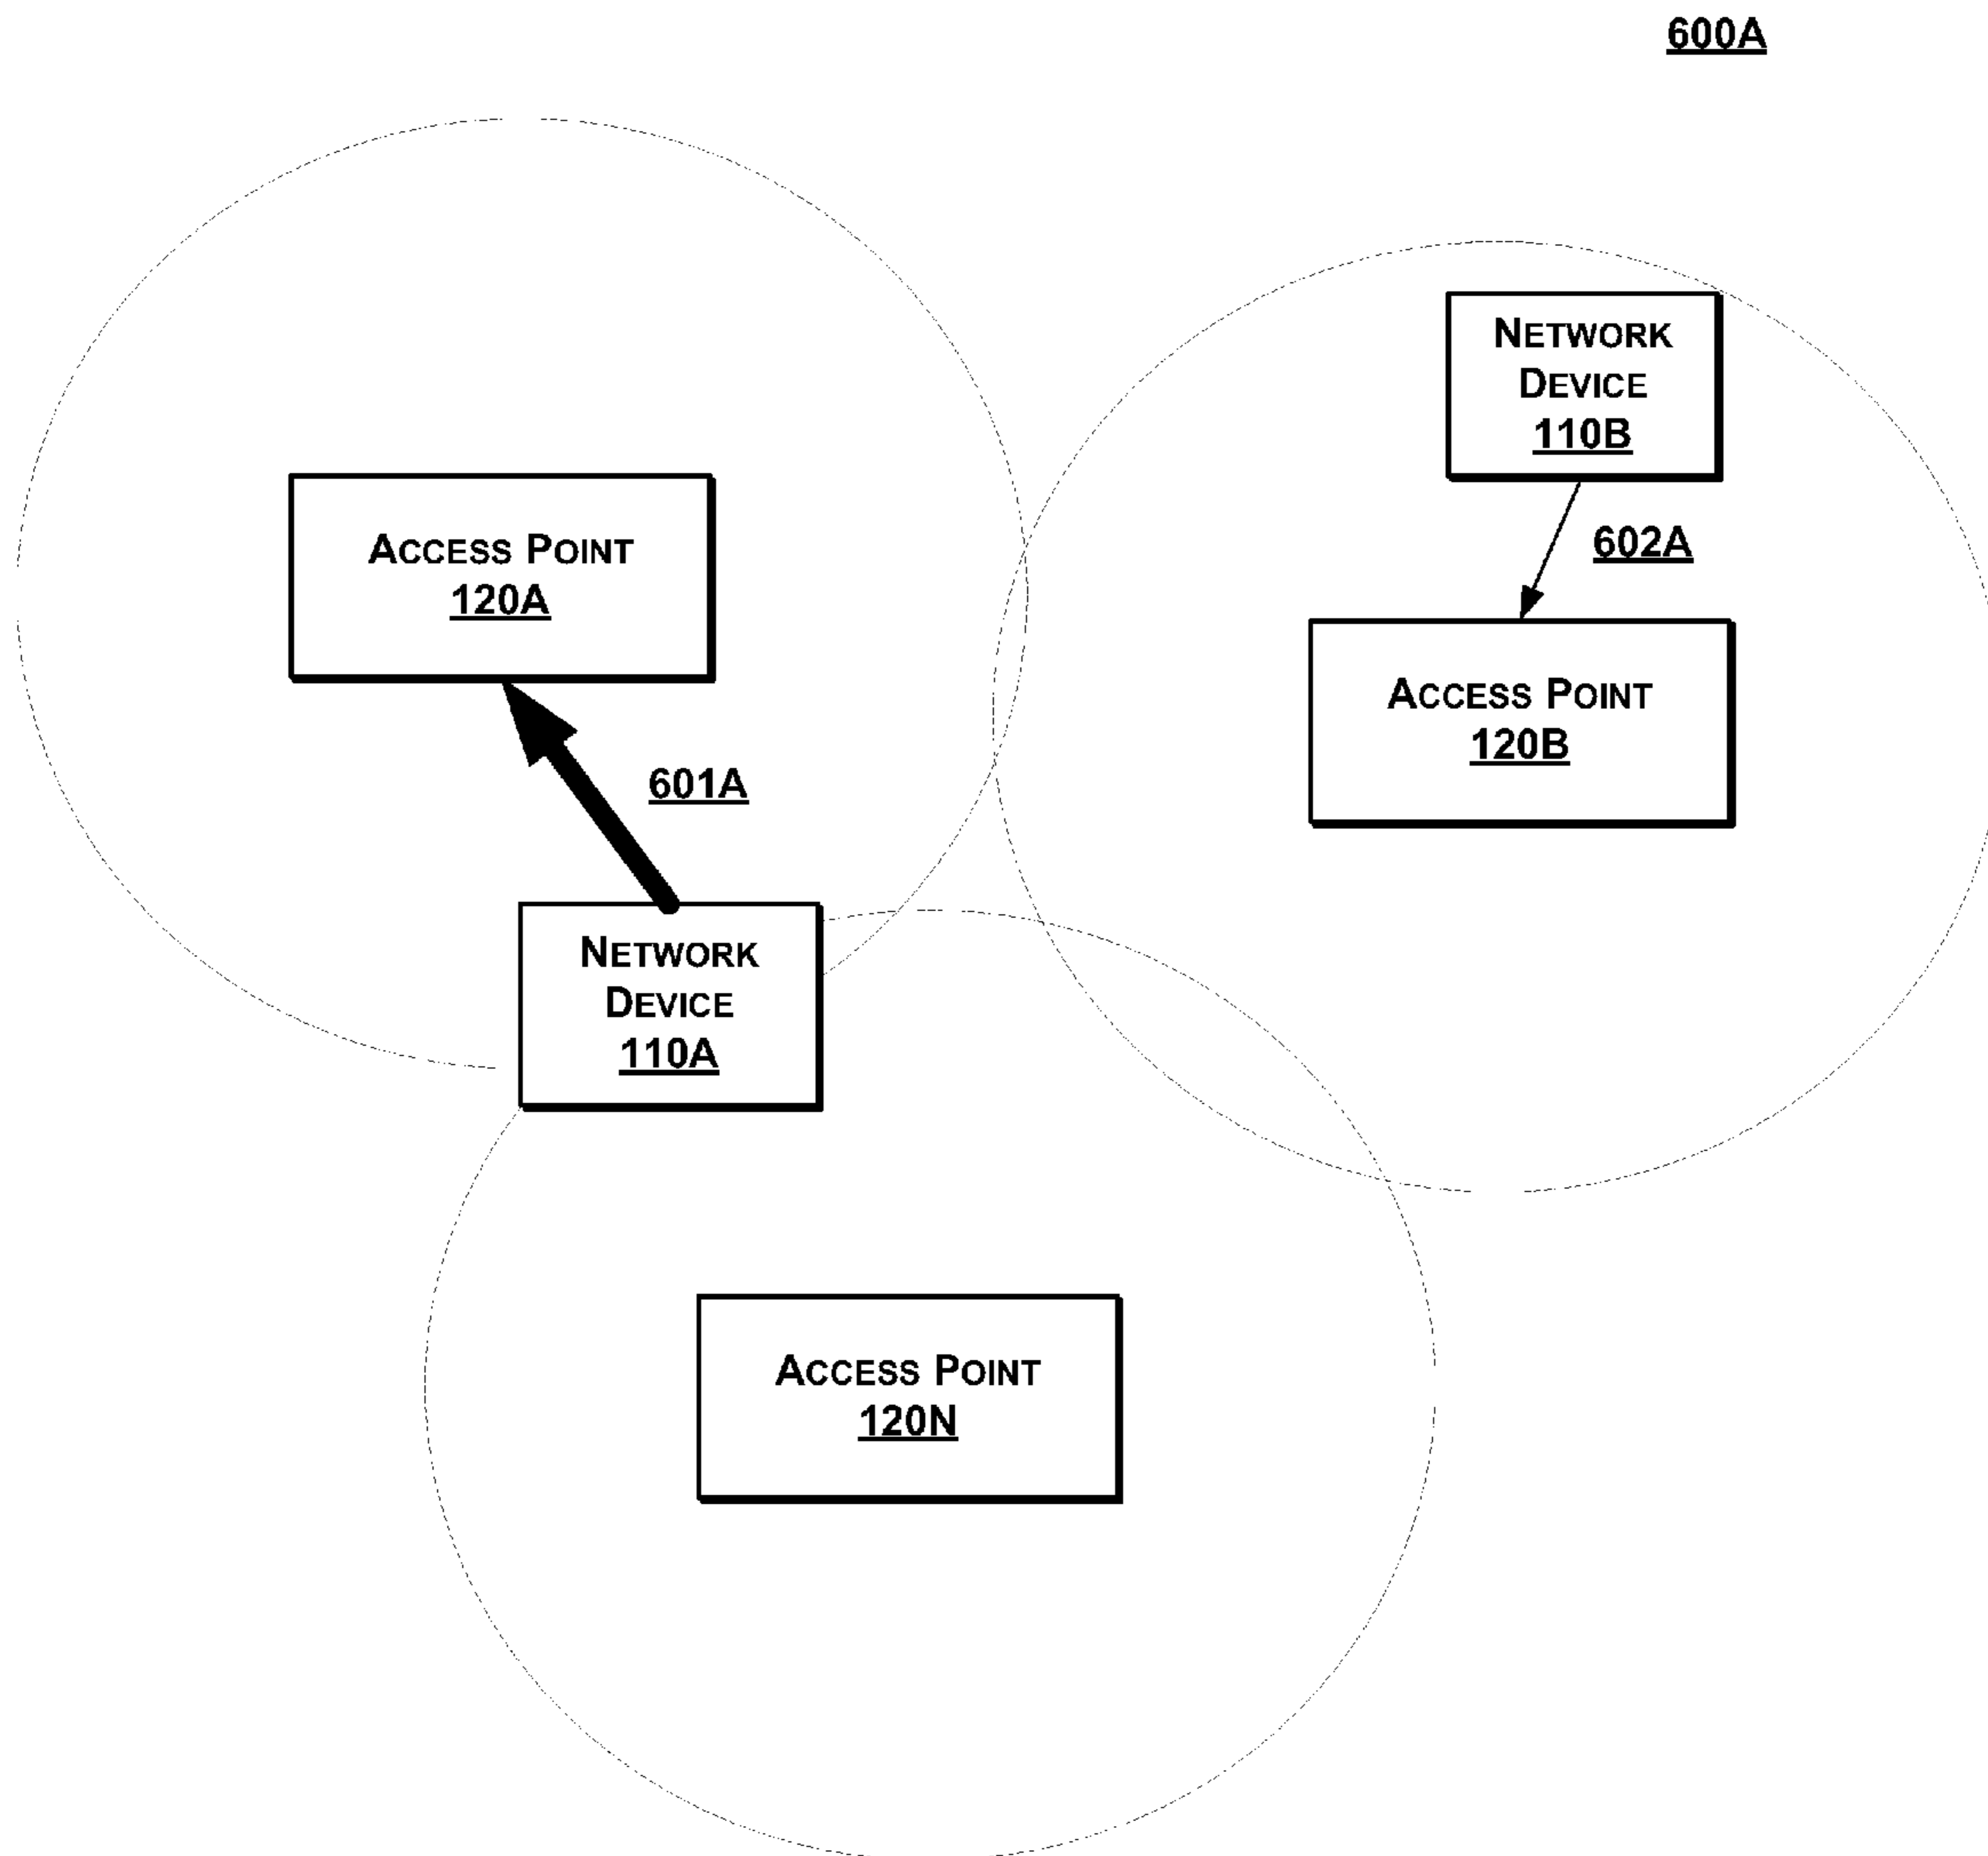 600A
NETWORK
DEVICE
110B
ACCESS POINT
120A
602A
ACCESS POINT
120B
601A
NETWORK
DEVICE
110A
ACCESS POINT
120N